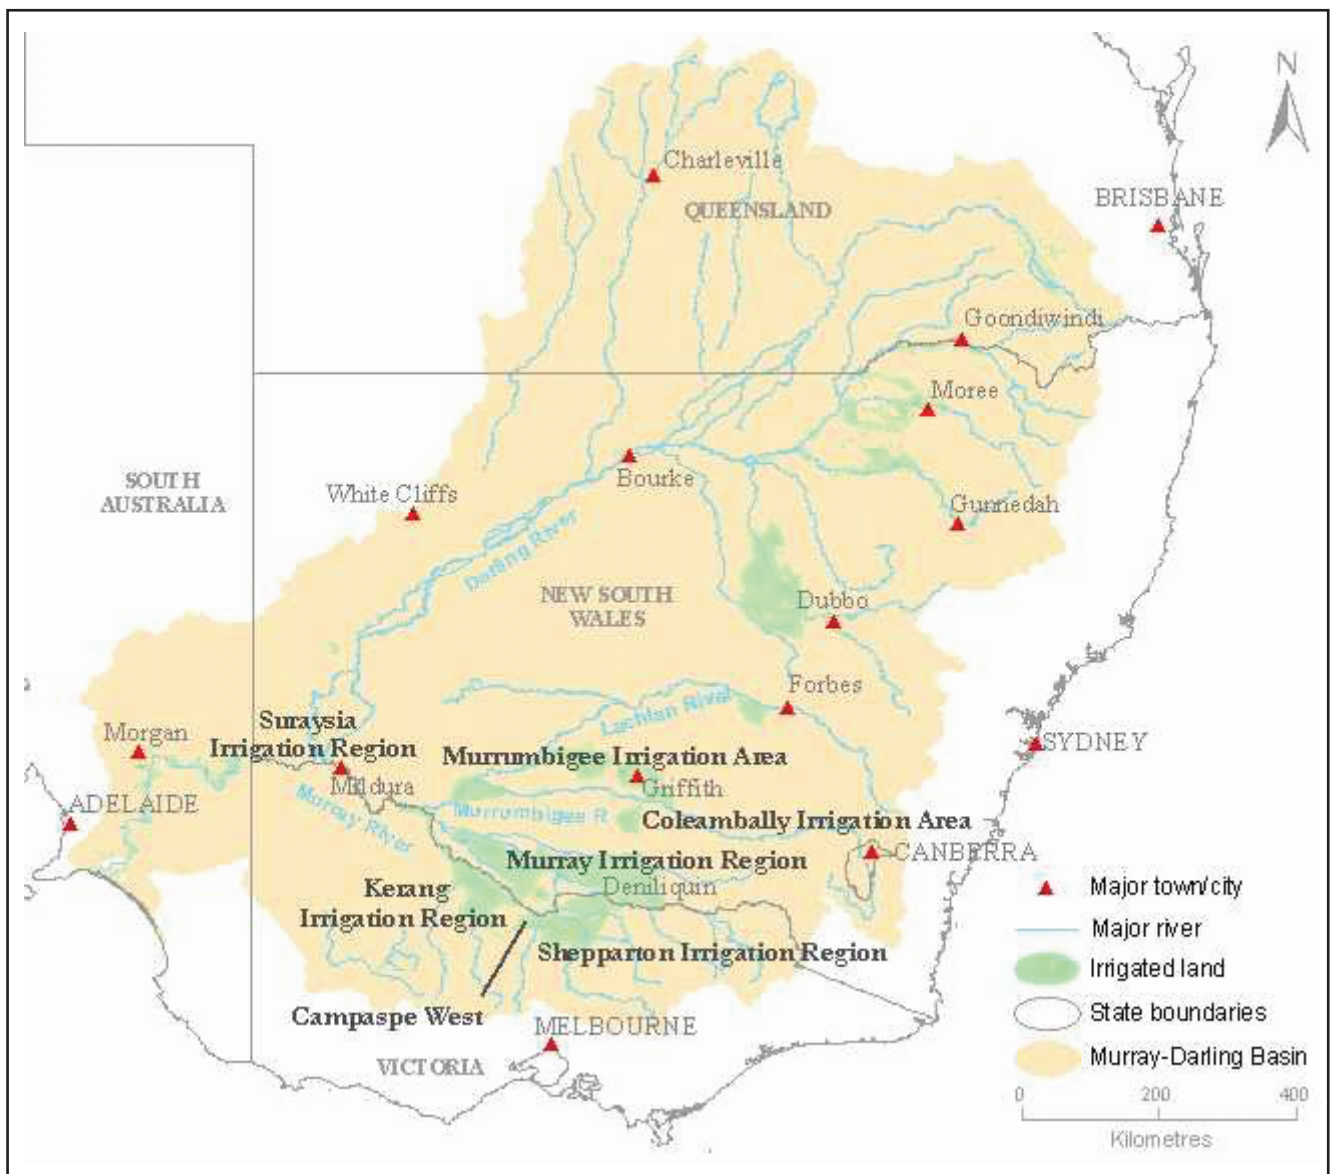 N
Charleville
QUEENSLAND
BRISBANE
Goondiwindi
Moree
Bourke
SOUTH
AUSTRALIA
White Cliffs
Gunnedah
Darling River
NEW SOUTH
WALES
Dubbo
Forbes
Lachlan Rival
Suraysia
Irrigation Region
Morgan
Murrumbigee Irrigation Area
SYDNEY
Mildura
Griffith
ADELAIDE
Murray River
Murrumbigee R
Coleambally Irrigation Area
Murray Irrigation Region
CANBERRA
Deniliquin
Kerang
Irrigation Region
Shepparton Irrigation Region
Campaspe West
MELBOURNE
VICTORIA
Major town/city
Major river
Irrigated land
State boundaries
Murray-Darling Basin
0 200 400
Kilometres